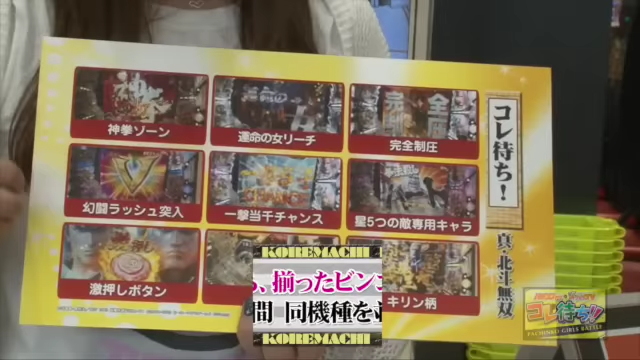 コレ待ち！
真・北斗無双
神拳ゾーン
運命の女リーチ
完全制圧
幻闘ラッシュ突入
一撃当千チャンス
星5つの敵専用キャラ
激押しボタン
キリン柄
KOREMACHI
揃ったビンゴ
間 同機種を
KOREMACHI
コレ待ち!!
PACHINKO GIRLS BATTLE